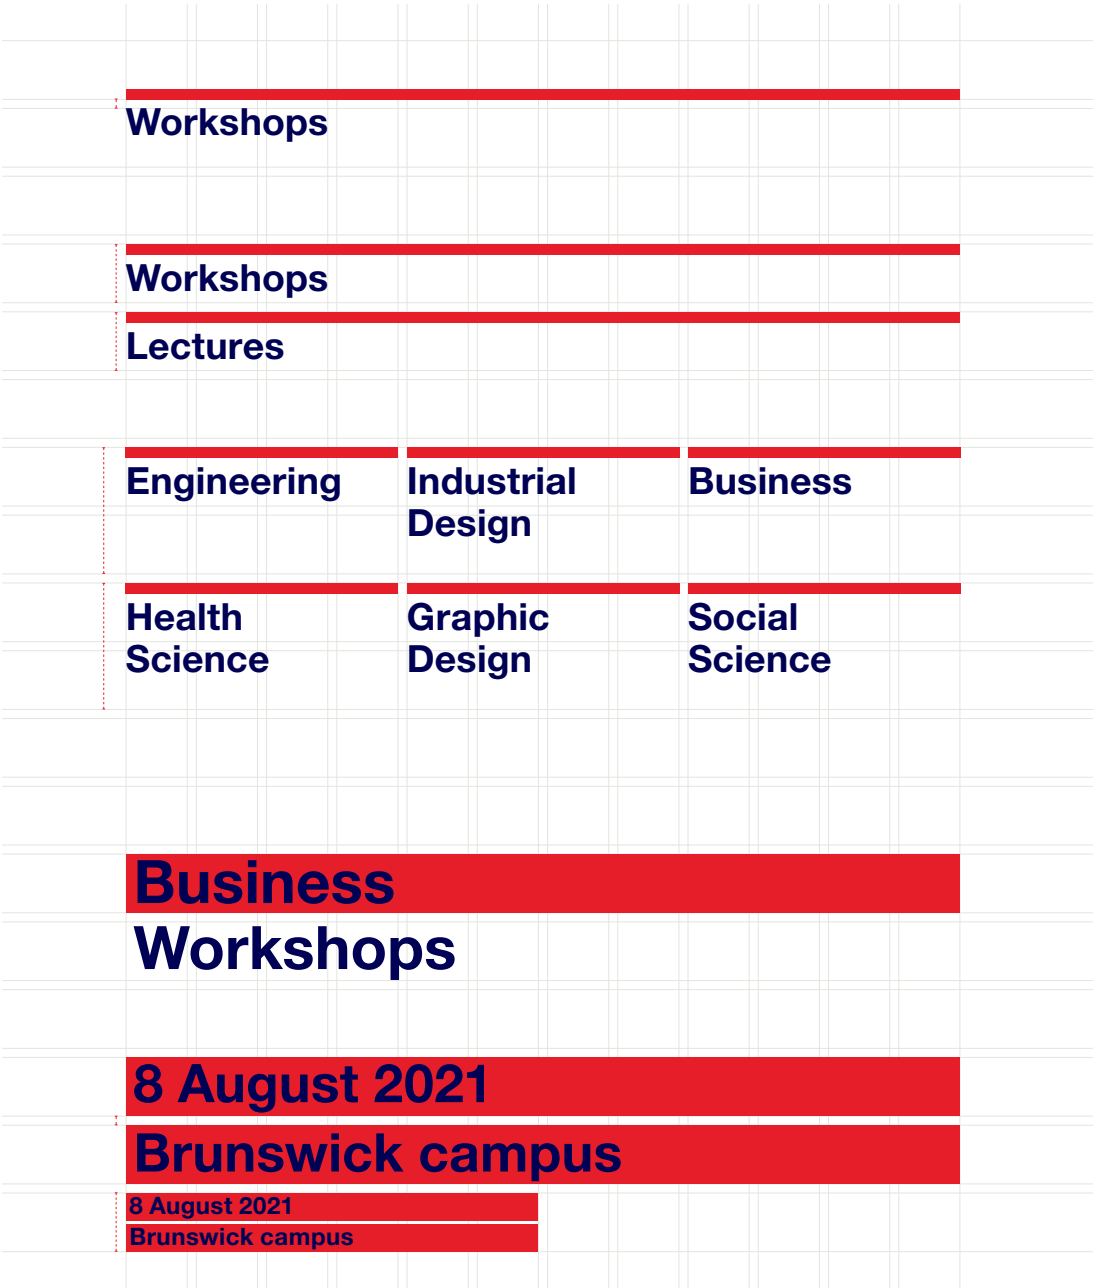 Workshops
Workshops
Lectures
Engineering
Industrial
Design
Business
Health
Science
Graphic
Design
Social
Science
Business
Workshops
8 August 2021
Brunswick campus
8 August 2021
Brunswick campus